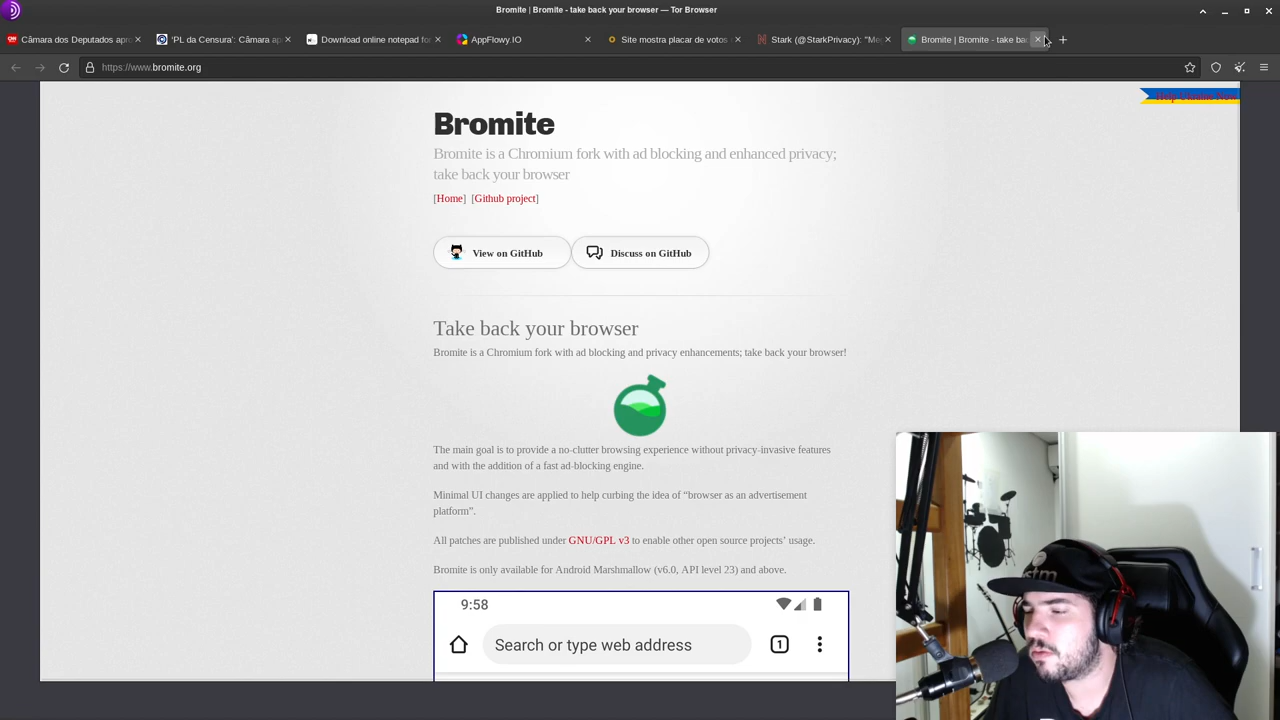 Bromite | Bromite - take back your browser — Tor Browser
Câmara dos Deputados apro
'PL da Censura': Câmara ap
Download online notepad for
AppFlowy.IO
Site mostra placar de votos
Stark (@StarkPrivacy): "Me
Bromite | Bromite - take ba
https://www.bromite.org
Help Ukraine Now
Bromite
Bromite is a Chromium fork with ad blocking and enhanced privacy;
take back your browser
[Home] [Github project]
View on GitHub
Discuss on GitHub
Take back your browser
Bromite is a Chromium fork with ad blocking and privacy enhancements; take back your browser!
The main goal is to provide a no-clutter browsing experience without privacy-invasive features
and with the addition of a fast ad-blocking engine.
Minimal UI changes are applied to help curbing the idea of “browser as an advertisement
platform”.
All patches are published under GNU/GPL v3 to enable other open source projects’ usage.
Bromite is only available for Android Marshmallow (v6.0, API level 23) and above.
9:58
Search or type web address
1